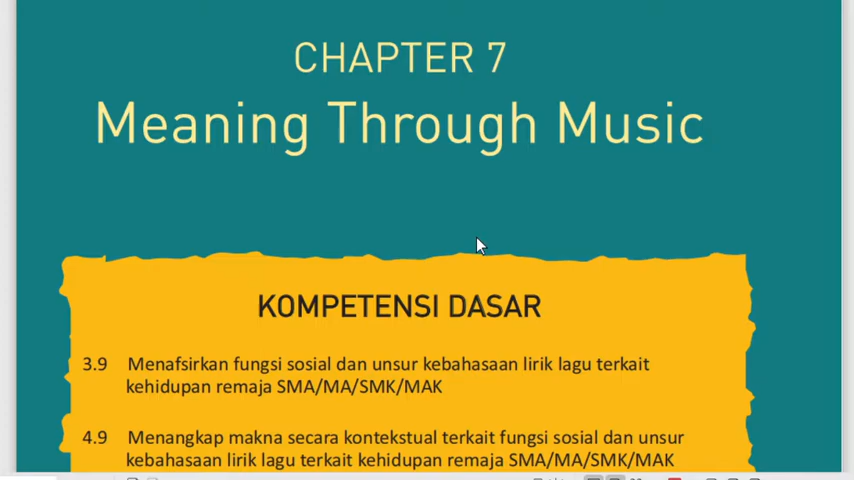 CHAPTER 7
Meaning Through Music
KOMPETENSI DASAR
3.9 Menafsirkan fungsi sosial dan unsur kebahasaan lirik lagu terkait
kehidupan remaja SMA/MA/SMK/MAK
4.9 Menangkap makna secara kontekstual terkait fungsi sosial dan unsur
kebahasaan lirik lagu terkait kehidupan remaja SMA/MA/SMK/MAK